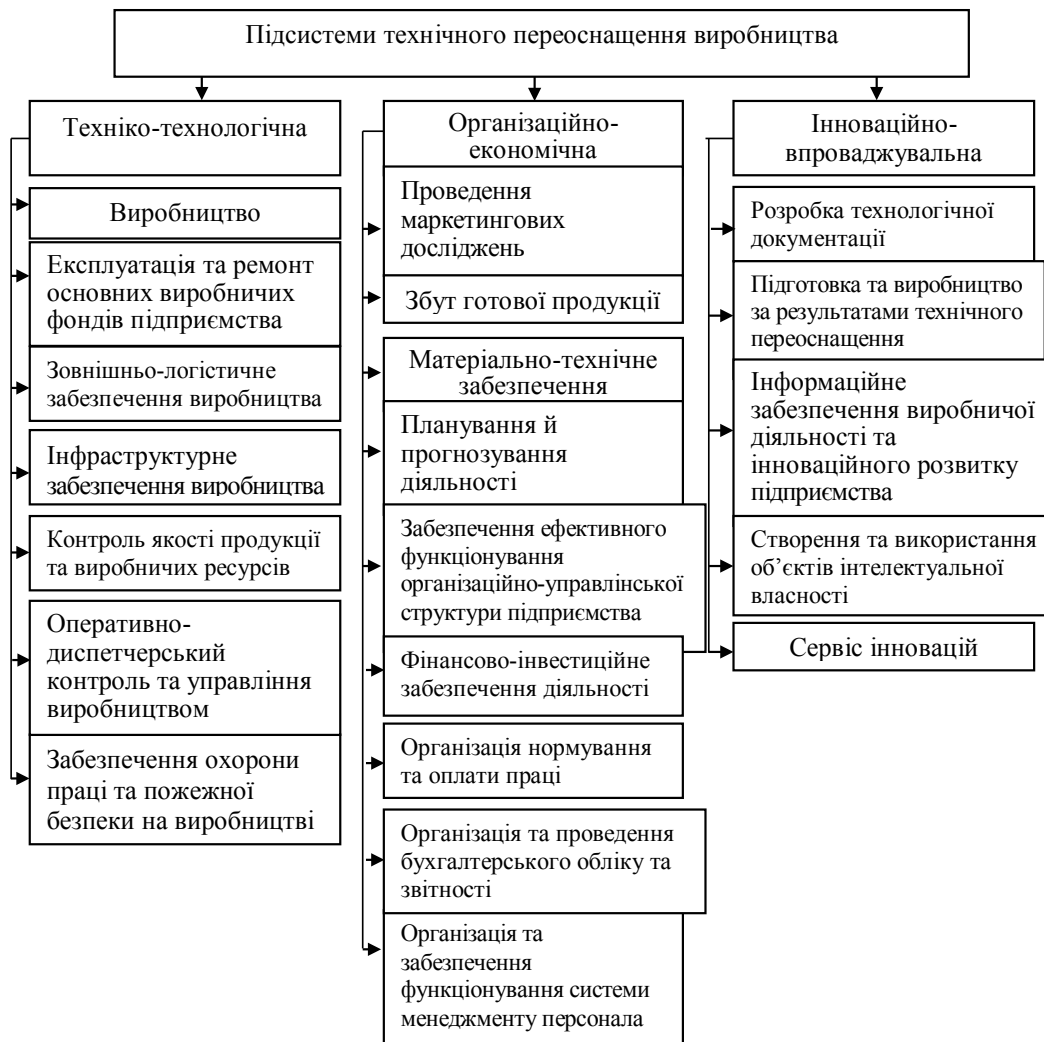 Підсистеми технічного переоснащення виробництва
Техніко-технологічна
Виробництво
Експлуатація та ремонт
основних виробничих
фондів підприємства
Зовнішньо-логістичне
забезпечення виробництва
Інфраструктурне
забезпечення виробництва
Контроль якості продукції
та виробничих ресурсів
Оперативно-
диспетчерський
контроль та управління
виробництвом
Забезпечення охорони
праці та пожежної
безпеки на виробництві
Організаційно-
економічна
Проведення
маркетингових
досліджень
Збут готової продукції
Матеріально-технічне
забезпечення
Планування й
прогнозування
діяльності
Забезпечення ефективного
функціонування
організаційно-управлінської
структури підприємства
Фінансово-інвестиційне
забезпечення діяльності
Організація нормування
та оплати праці
Організація та проведення
бухгалтерського обліку та
звітності
Організація та
забезпечення
функціонування системи
менеджменту персонала
Інноваційно-
впроваджувальна
Розробка технологічної
документації
Підготовка та виробництво
за результатами технічного
переоснащення
Інформаційне
забезпечення виробничої
діяльності та
інноваційного розвитку
підприємства
Створення та використання
об’єктів інтелектуальної
власності
Сервіс інновацій